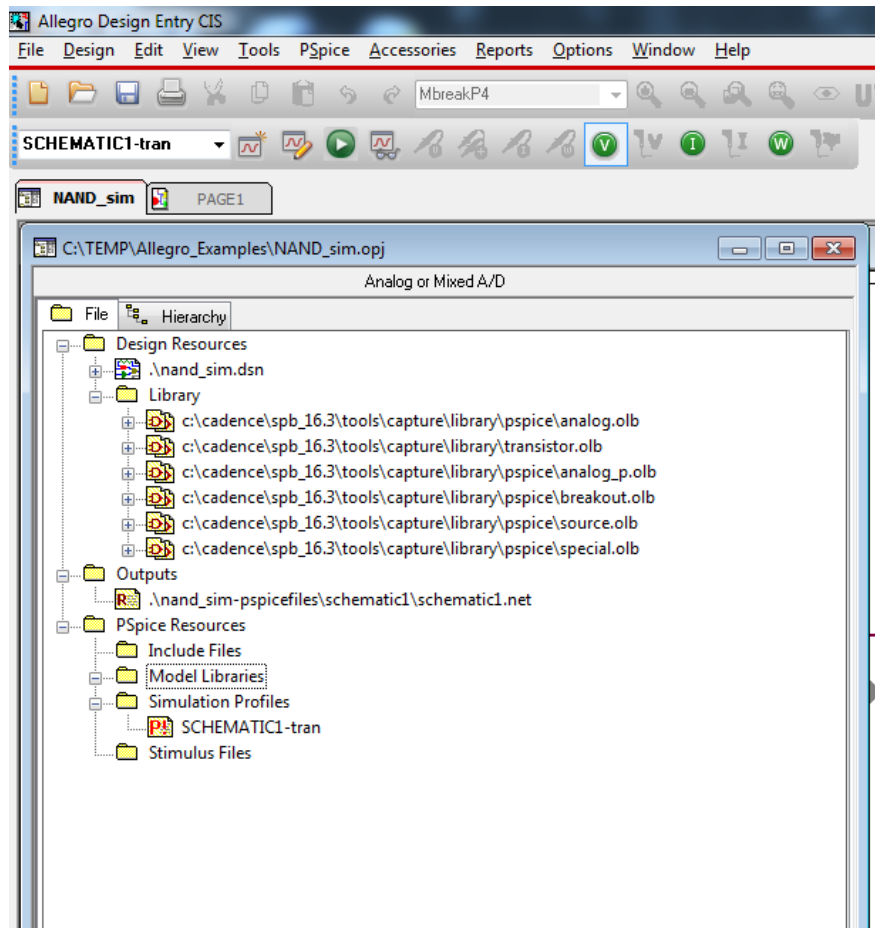 Allegro Design Entry CIS
File Design Edit View Tools PSpice Accessories Reports Options Window Help
MbreakP4
SCHEMATIC1-tran
V I W
NAND_sim PAGE1
C:\TEMP\Allegro_Examples\NAND_sim.opj
Analog or Mixed A/D
File Hierarchy
Design Resources
.\nand_sim.dsn
Library
c:\cadence\spb_16.3\tools\capture\library\pspice\analog.olb
c:\cadence\spb_16.3\tools\capture\library\transistor.olb
c:\cadence\spb_16.3\tools\capture\library\pspice\analog_p.olb
c:\cadence\spb_16.3\tools\capture\library\pspice\breakout.olb
c:\cadence\spb_16.3\tools\capture\library\pspice\source.olb
c:\cadence\spb_16.3\tools\capture\library\pspice\special.olb
Outputs
.\nand_sim-pspicefiles\schematic1\schematic1.net
PSpice Resources
Include Files
Model Libraries
Simulation Profiles
SCHEMATIC1-tran
Stimulus Files